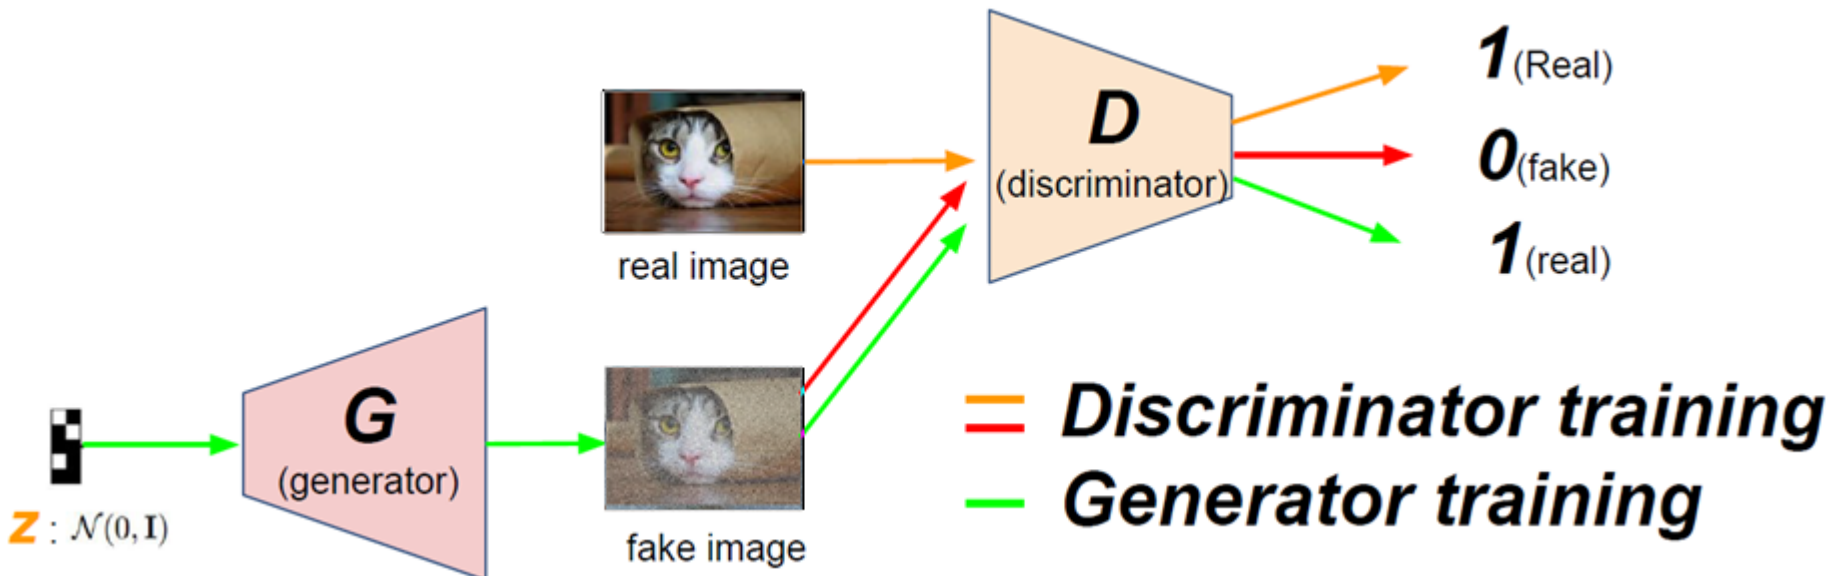 1(Real)
D
(discriminator)
0(fake)
1(real)
real image
G
(generator)
z : 𝒩(0, I)
fake image
Discriminator training
Generator training